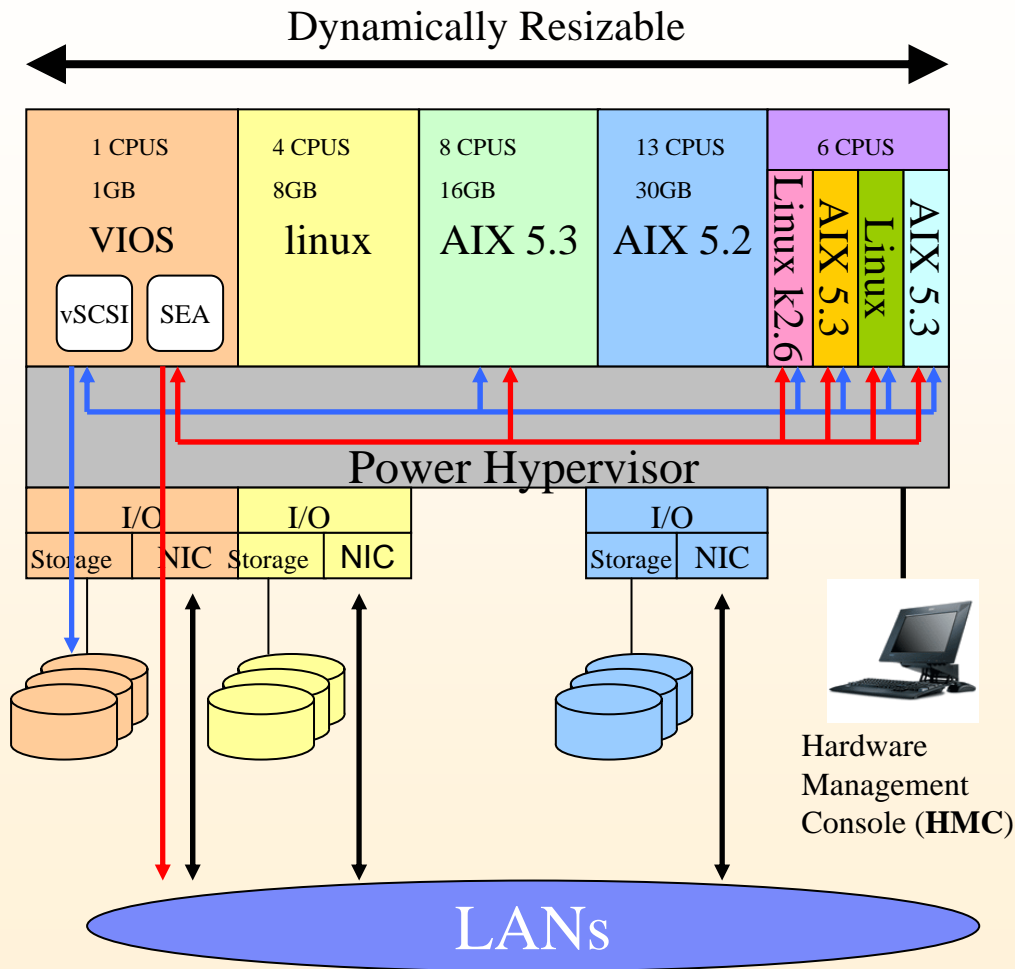 Dynamically Resizable
1 CPUS
1GB
VIOS
vSCSI
SEA
4 CPUS
8GB
linux
8 CPUS
16GB
AIX 5.3
13 CPUS
30GB
AIX 5.2
6 CPUS
Linux k2.6
AIX 5.3
Linux
AIX 5.3
Power Hypervisor
I/O
Storage
NIC
I/O
Storage
NIC
I/O
Storage
NIC
Hardware
Management
Console (HMC)
LANs